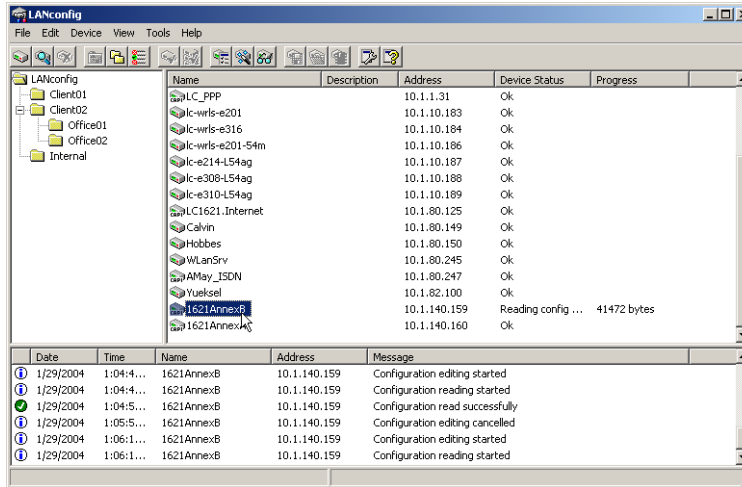 LANconfig
File Edit Device View Tools Help
LANconfig
Client01
Client02
Office01
Office02
Internal
Name Description Address Device Status Progress
LC_PPP 10.1.1.31 Ok
lc-wrls-e201 10.1.10.183 Ok
lc-wrls-e316 10.1.10.184 Ok
lc-wrls-e201-54m 10.1.10.186 Ok
lc-e214-L54ag 10.1.10.187 Ok
lc-e308-L54ag 10.1.10.188 Ok
lc-e310-L54ag 10.1.10.189 Ok
LC1621.Internet 10.1.80.125 Ok
Calvin 10.1.80.149 Ok
Hobbes 10.1.80.150 Ok
WLanSrv 10.1.80.245 Ok
AMay_ISDN 10.1.80.247 Ok
Yueksel 10.1.82.100 Ok
1621AnnexB 10.1.140.159 Reading config ... 41472 bytes
10.1.140.160 Ok
Date Time Name Address Message
1/29/2004 1:04:4... 1621AnnexB 10.1.140.159 Configuration editing started
1/29/2004 1:04:4... 1621AnnexB 10.1.140.159 Configuration reading started
1/29/2004 1:04:5... 1621AnnexB 10.1.140.159 Configuration read successfully
1/29/2004 1:05:5... 1621AnnexB 10.1.140.159 Configuration editing cancelled
1/29/2004 1:06:1... 1621AnnexB 10.1.140.159 Configuration editing started
1/29/2004 1:06:1... 1621AnnexB 10.1.140.159 Configuration reading started